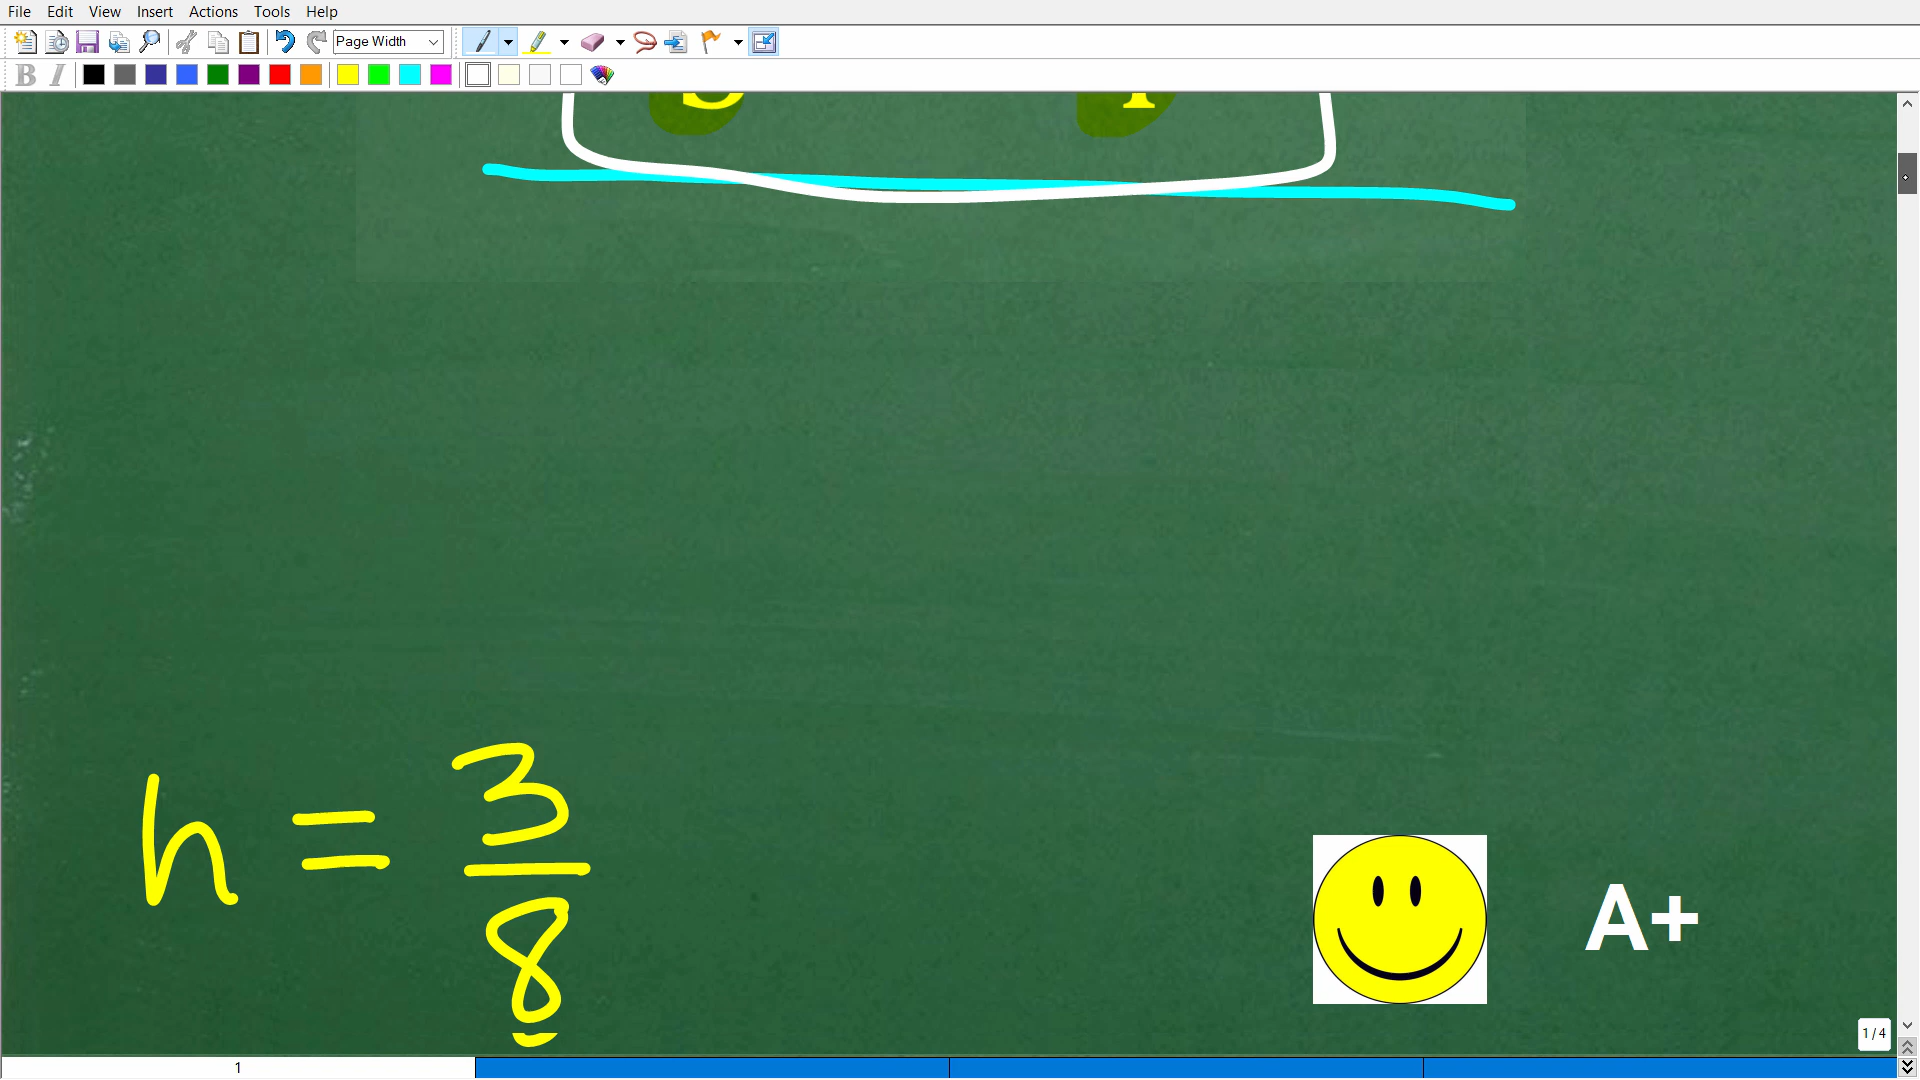 File Edit View Insert Actions Tools Help
Page Width
B I
h = 3/8
A+
1 / 4
1